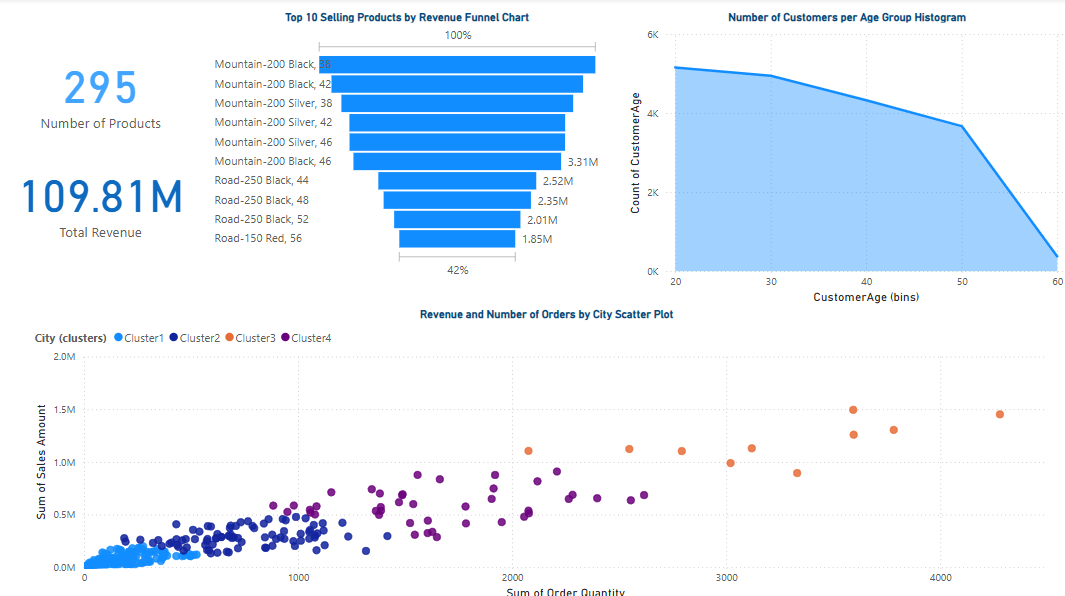 Top 10 Selling Products by Revenue Funnel Chart
100%
Mountain-200 Black, 38
Mountain-200 Black, 42
Mountain-200 Silver, 38
Mountain-200 Silver, 42
Mountain-200 Silver, 46
Mountain-200 Black, 46 3.31M
Road-250 Black, 44 2.52M
Road-250 Black, 48 2.35M
Road-250 Black, 52 2.01M
Road-150 Red, 56 1.85M
42%
295
Number of Products
109.81M
Total Revenue
Number of Customers per Age Group Histogram
Count of CustomerAge
6K
4K
2K
0K
20 30 40 50 60
CustomerAge (bins)
Revenue and Number of Orders by City Scatter Plot
City (clusters) Cluster1 Cluster2 Cluster3 Cluster4
Sum of Sales Amount
2.0M
1.5M
1.0M
0.5M
0.0M
0 1000 2000 3000 4000
Sum of Order Quantity